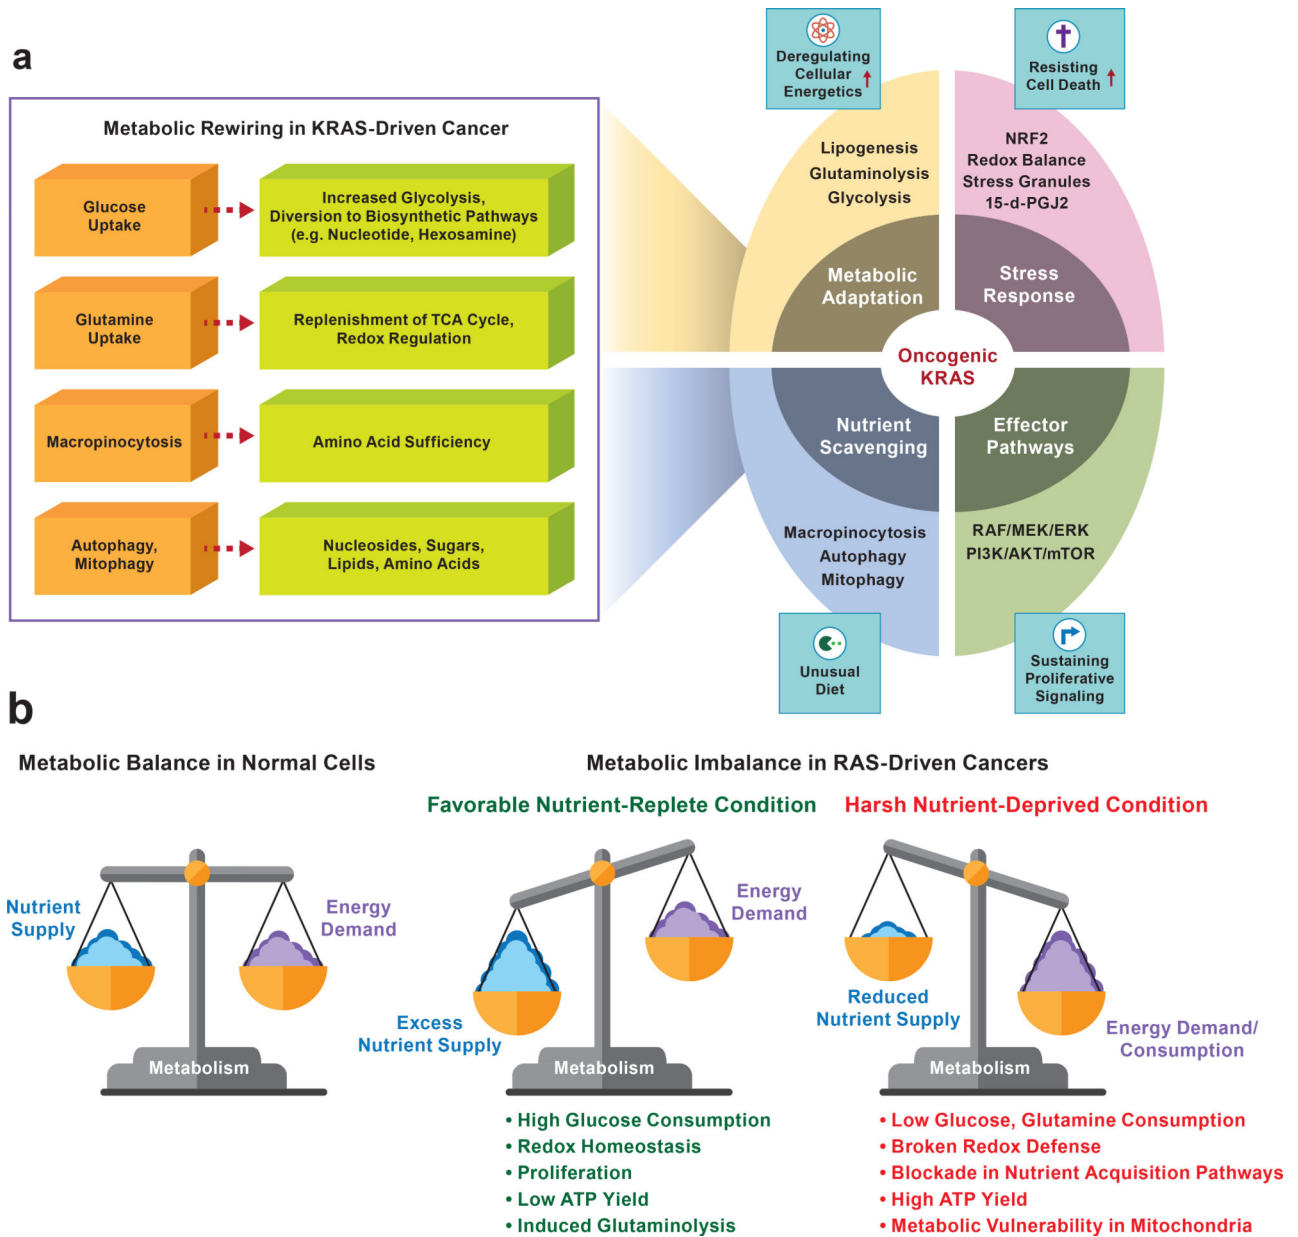 a
Metabolic Rewiring in KRAS-Driven Cancer
Glucose
Uptake
Increased Glycolysis,
Diversion to Biosynthetic Pathways
(e.g. Nucleotide, Hexosamine)
Glutamine
Uptake
Replenishment of TCA Cycle,
Redox Regulation
Macropinocytosis
Amino Acid Sufficiency
Autophagy,
Mitophagy
Nucleosides, Sugars,
Lipids, Amino Acids
Deregulating
Cellular
Energetics
Resisting
Cell Death
Lipogenesis
Glutaminolysis
Glycolysis
NRF2
Redox Balance
Stress Granules
15-d-PGJ2
Metabolic
Adaptation
Stress
Response
Oncogenic
KRAS
Nutrient
Scavenging
Effector
Pathways
Macropinocytosis
Autophagy
Mitophagy
RAF/MEK/ERK
PI3K/AKT/mTOR
Unusual
Diet
Sustaining
Proliferative
Signaling
b
Metabolic Balance in Normal Cells
Metabolic Imbalance in RAS-Driven Cancers
Favorable Nutrient-Replete Condition
Harsh Nutrient-Deprived Condition
Nutrient
Supply
Energy
Demand
Metabolism
Energy
Demand
Excess
Nutrient Supply
Metabolism
Reduced
Nutrient Supply
Energy Demand/
Consumption
Metabolism
• High Glucose Consumption
• Redox Homeostasis
• Proliferation
• Low ATP Yield
• Induced Glutaminolysis
• Low Glucose, Glutamine Consumption
• Broken Redox Defense
• Blockade in Nutrient Acquisition Pathways
• High ATP Yield
• Metabolic Vulnerability in Mitochondria